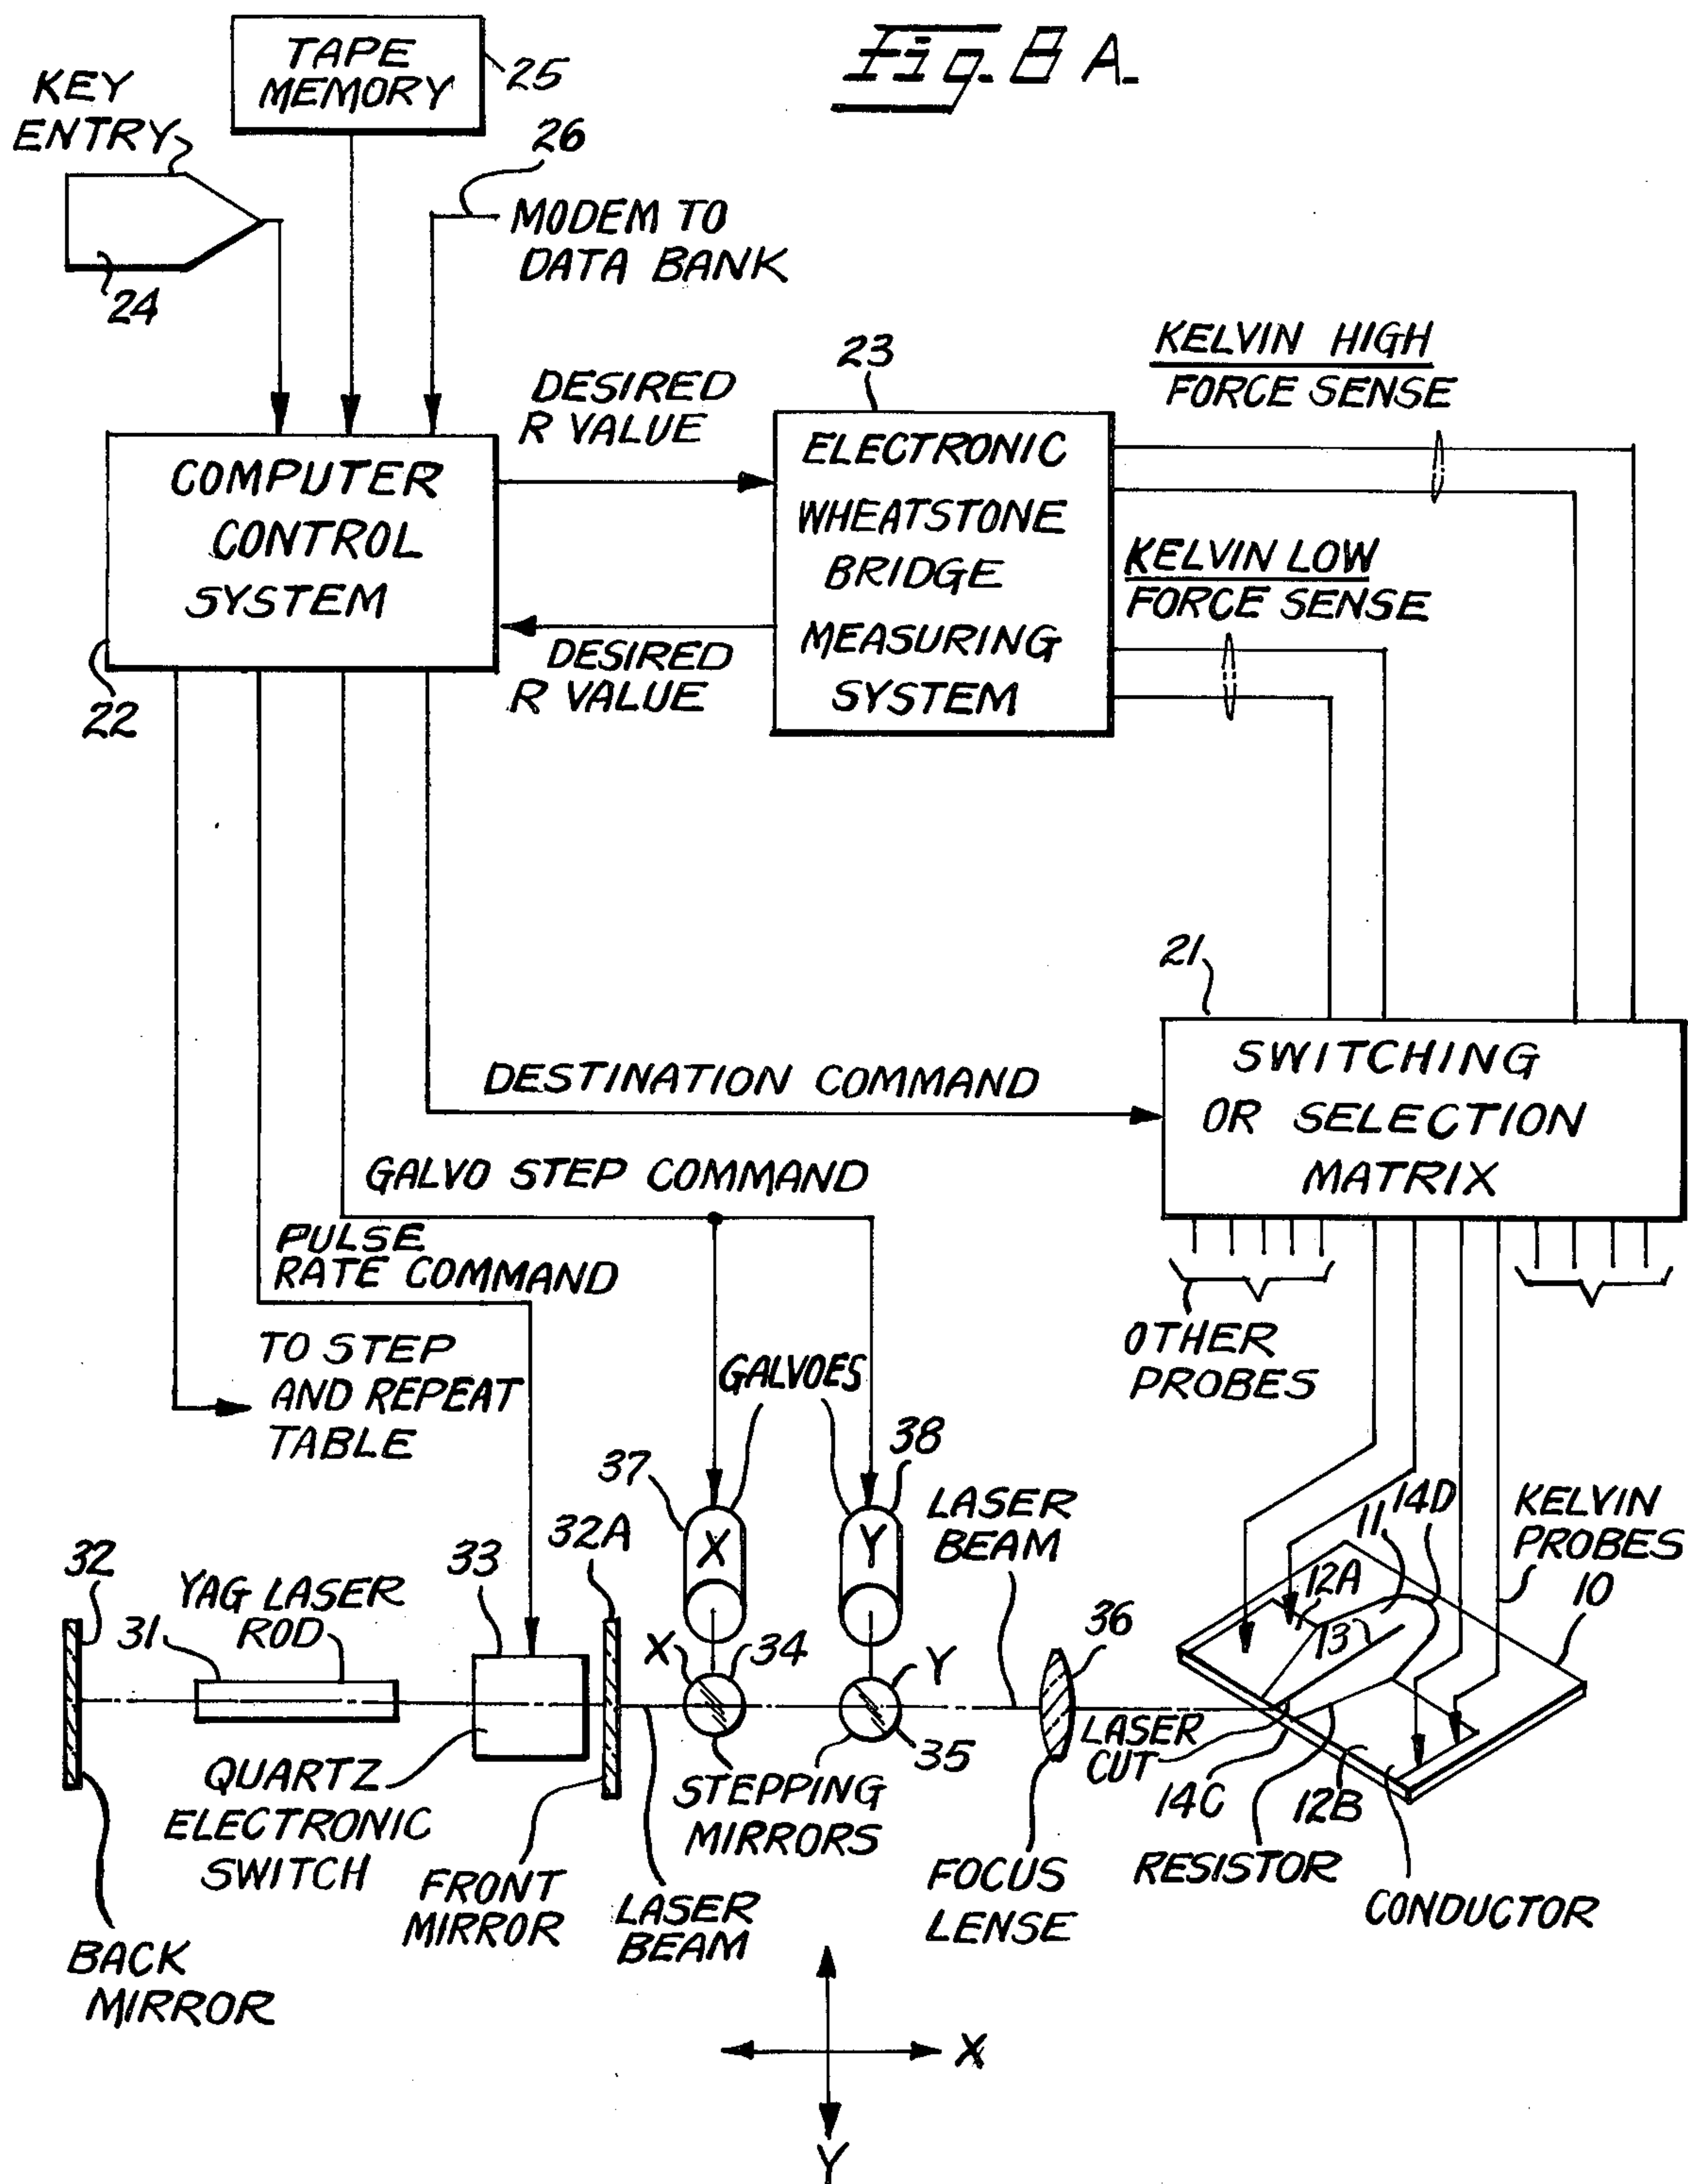 Fig. 8A.
TAPE
MEMORY
25
KEY
ENTRY
24
26
MODEM TO
DATA BANK
DESIRED
R VALUE
23
KELVIN HIGH
FORCE SENSE
COMPUTER
CONTROL
SYSTEM
22
ELECTRONIC
WHEATSTONE
BRIDGE
MEASURING
SYSTEM
KELVIN LOW
FORCE SENSE
DESIRED
R VALUE
21
SWITCHING
OR SELECTION
MATRIX
DESTINATION COMMAND
GALVO STEP COMMAND
PULSE
RATE COMMAND
TO STEP
AND REPEAT
TABLE
OTHER
PROBES
GALVOES
37
38
X
Y
LASER
BEAM
11
14D
KELVIN
PROBES
10
12A
13
32
YAG LASER
ROD
31
33
32A
X
34
Y
35
36
LASER
CUT
14C
12B
QUARTZ
ELECTRONIC
SWITCH
STEPPING
MIRRORS
FRONT
MIRROR
LASER
BEAM
FOCUS
LENSE
RESISTOR
CONDUCTOR
BACK
MIRROR
X
Y